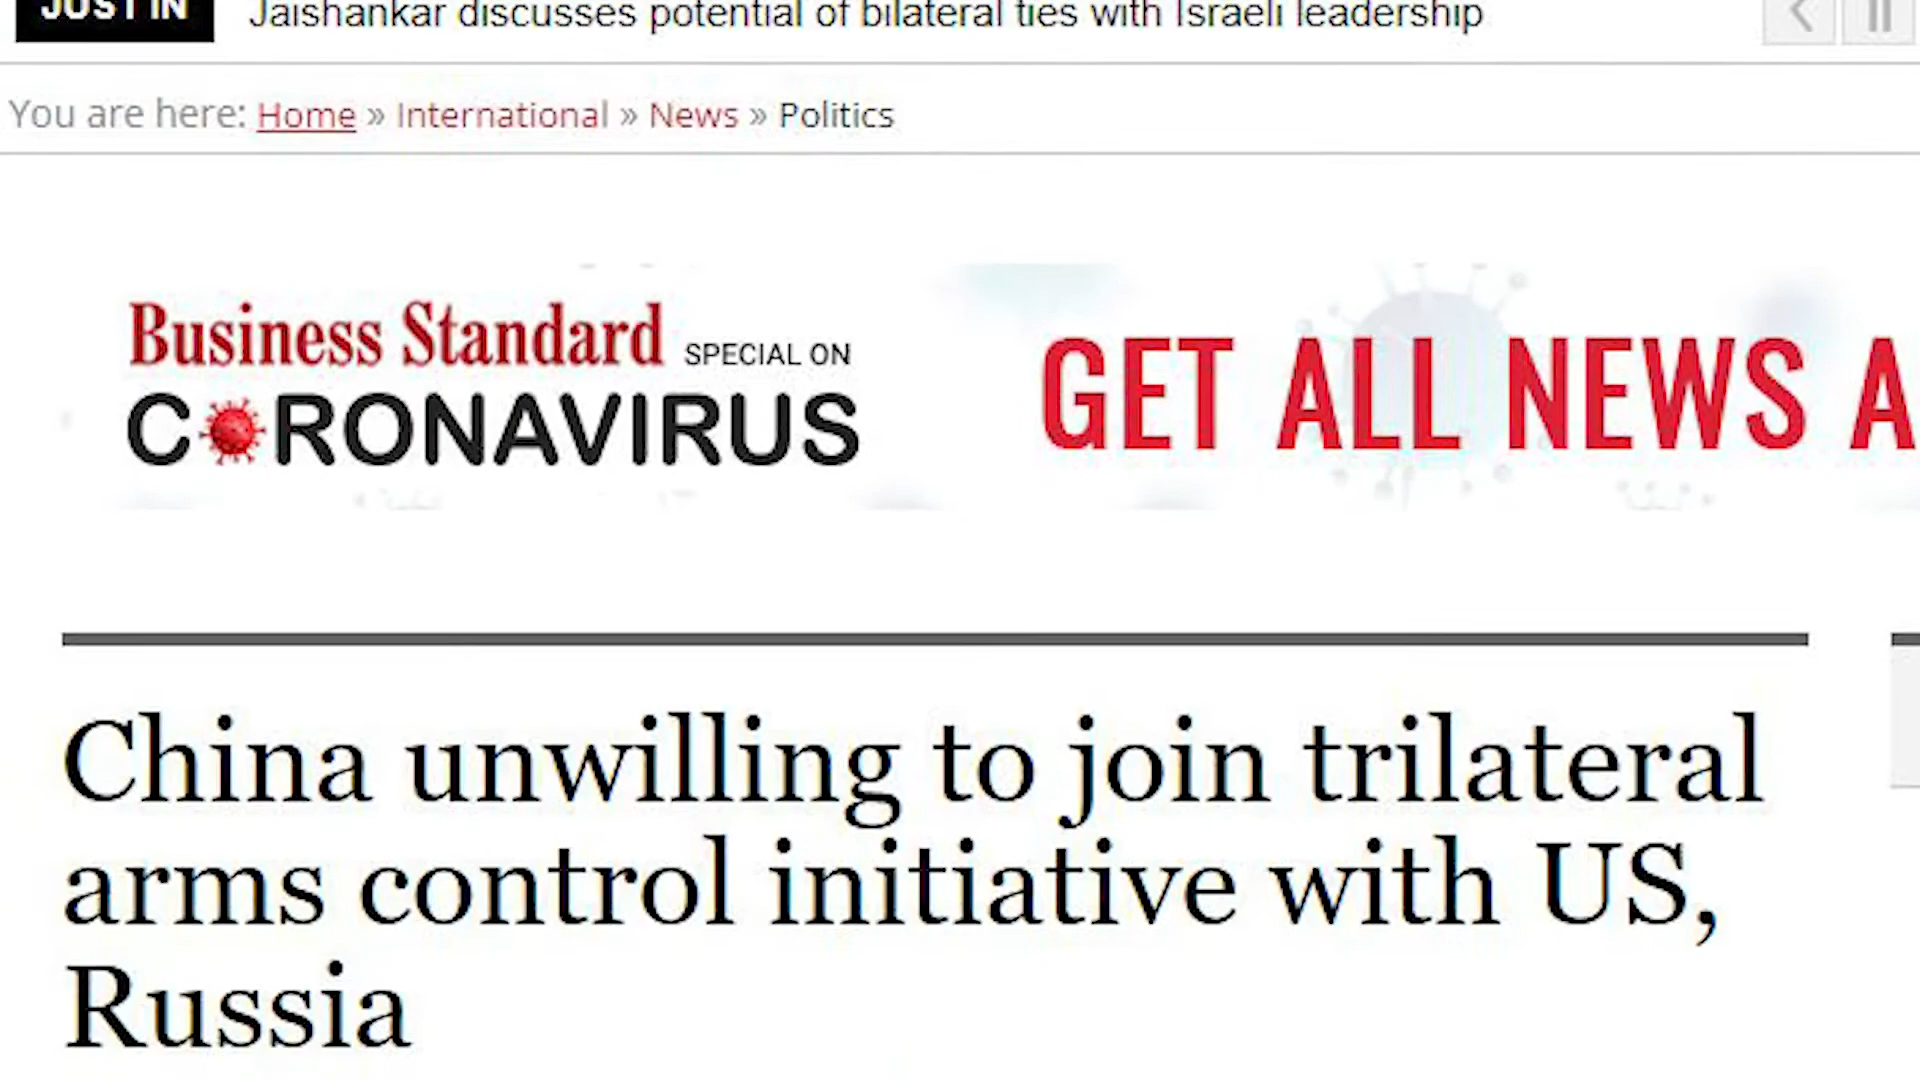 JUST IN
Jaishankar discusses potential of bilateral ties with Israeli leadership
You are here: Home » International » News » Politics
Business Standard SPECIAL ON
CORONAVIRUS
GET ALL NEWS A
China unwilling to join trilateral
arms control initiative with US,
Russia